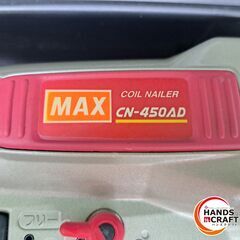 MAX
COIL NAILER
CN-450AD
フリー
HANDS
CRAFT